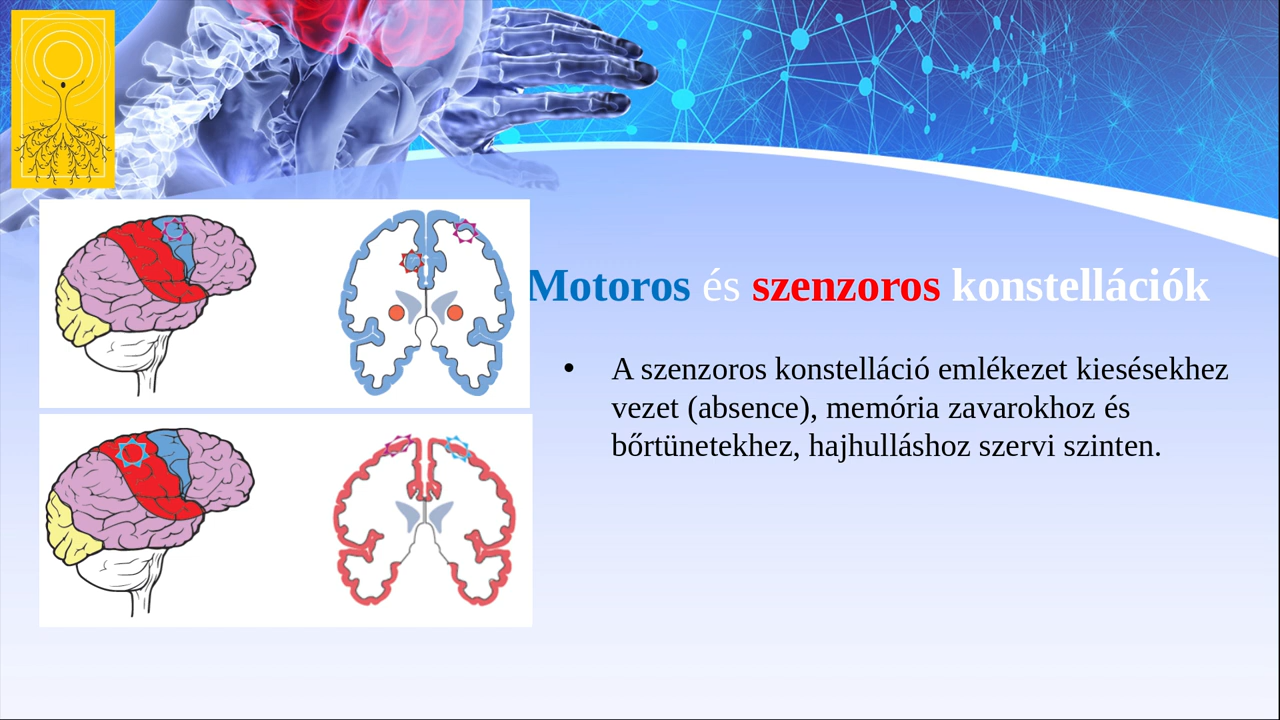 Motoros és szenzoros konstellációk
• A szenzoros konstelláció emlékezet kiesésekhez
vezet (absence), memória zavarokhoz és
bőrtünetekhez, hajhulláshoz szervi szinten.